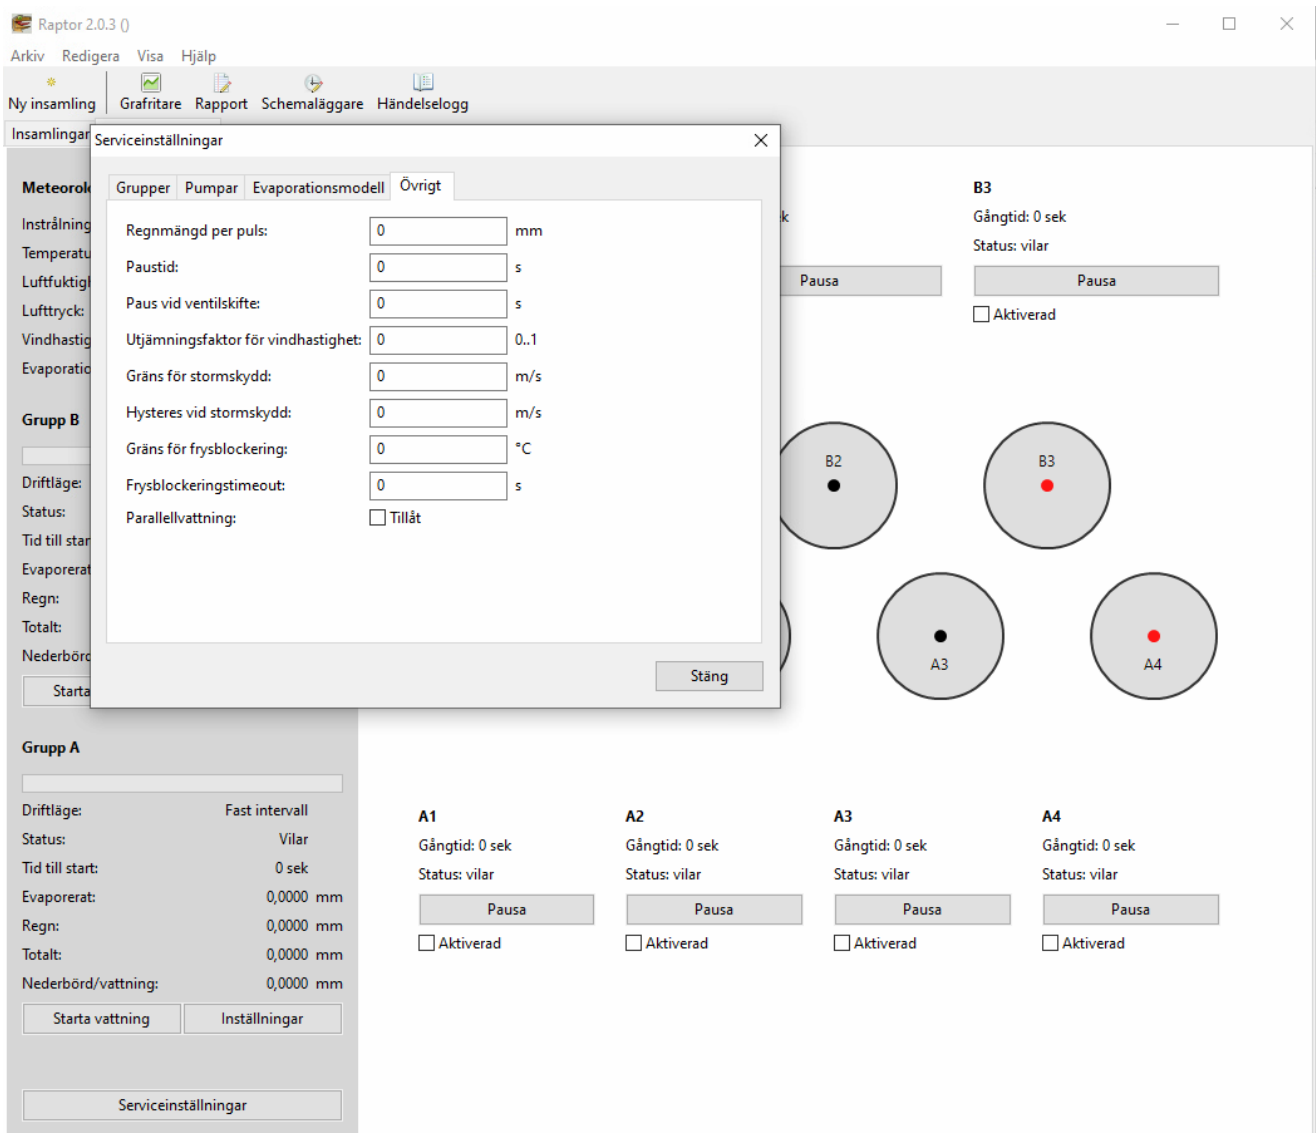 Raptor 2.0.3 ()
Arkiv Redigera Visa Hjälp
Ny insamling Grafritare Rapport Schemaläggare Händelselogg
Insamlingar
Serviceinställningar
Grupper Pumpar Evaporationsmodell Övrigt
Regnmängd per puls: 0 mm
Paustid: 0 s
Paus vid ventilskifte: 0 s
Utjämningsfaktor för vindhastighet: 0 0..1
Gräns för stormskydd: 0 m/s
Hysteres vid stormskydd: 0 m/s
Gräns för frysblockering: 0 °C
Frysblockeringstimeout: 0 s
Parallellvattning: Tillåt
Stäng
Instrålning
Lufttryck:
Grupp B
Driftläge:
Status:
Tid till star
Evaporerat
Regn:
Totalt:
Nederbörd
Starta
B3
Gångtid: 0 sek
Status: vilar
Pausa Pausa
Aktiverad
B2 B3
A3 A4
Grupp A
Driftläge: Fast intervall
Status: Vilar
Tid till start: 0 sek
Evaporerat: 0,0000 mm
Regn: 0,0000 mm
Totalt: 0,0000 mm
Nederbörd/vattning: 0,0000 mm
Starta vattning Inställningar
Serviceinställningar
A1 A2 A3 A4
Gångtid: 0 sek Gångtid: 0 sek Gångtid: 0 sek Gångtid: 0 sek
Status: vilar Status: vilar Status: vilar Status: vilar
Pausa Pausa Pausa Pausa
Aktiverad Aktiverad Aktiverad Aktiverad